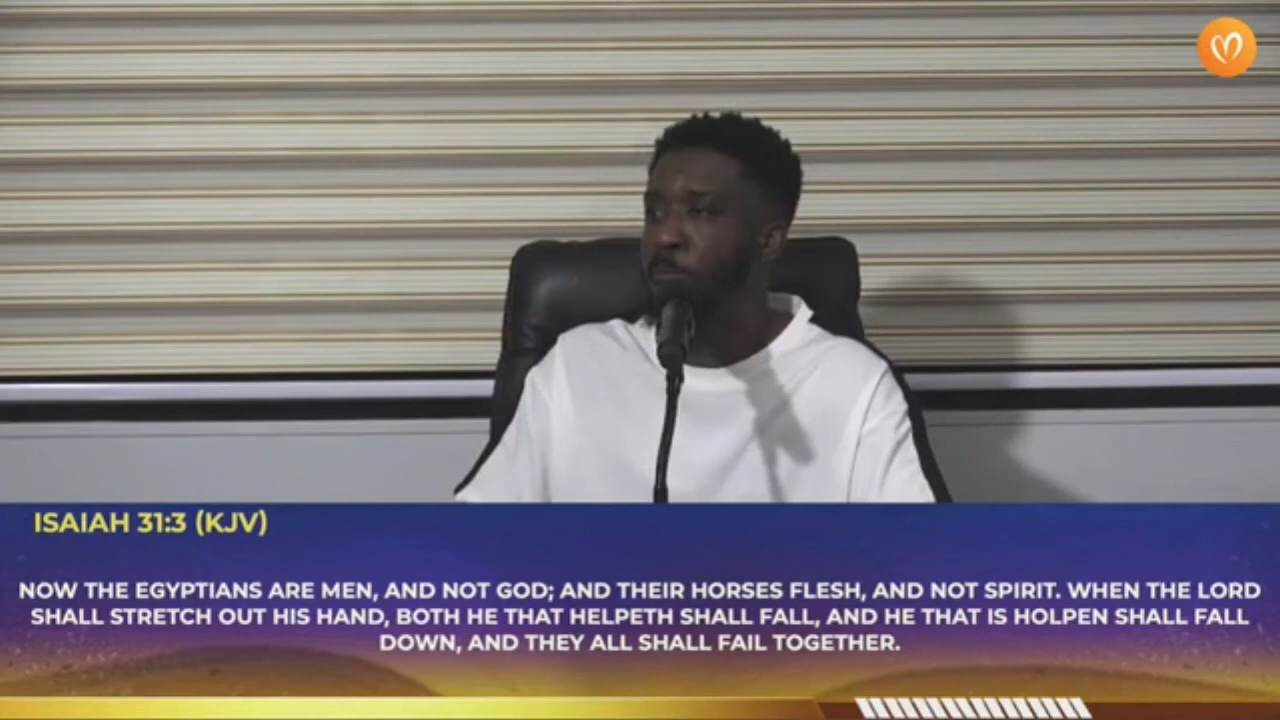 ISAIAH 31:3 (KJV)
NOW THE EGYPTIANS ARE MEN, AND NOT GOD; AND THEIR HORSES FLESH, AND NOT SPIRIT. WHEN THE LORD
SHALL STRETCH OUT HIS HAND, BOTH HE THAT HELPETH SHALL FALL, AND HE THAT IS HOLPEN SHALL FALL
DOWN, AND THEY ALL SHALL FAIL TOGETHER.